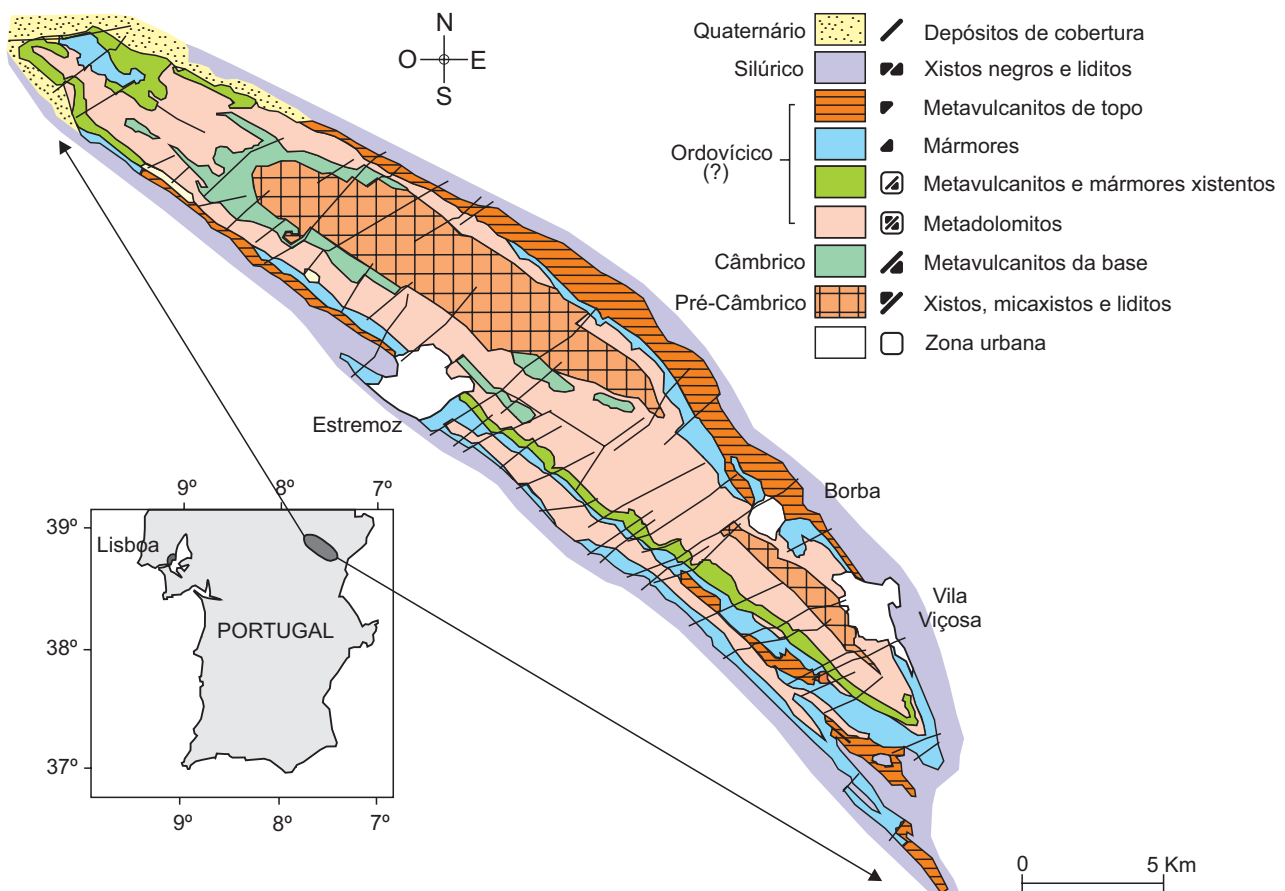 N
O E
S
Quaternário Depósitos de cobertura
Silúrico Xistos negros e liditos
Metavulcanitos de topo
Ordovícico
(?)
Mármores
Metavulcanitos e mármores xistentos
Metadolomitos
Câmbrico Metavulcanitos da base
Pré-Câmbrico Xistos, micaxistos e liditos
Zona urbana
Estremoz
Borba
Vila
Viçosa
9º 8º 7º
39º
Lisboa
PORTUGAL
38º
37º
9º 8º 7º
0 5 Km